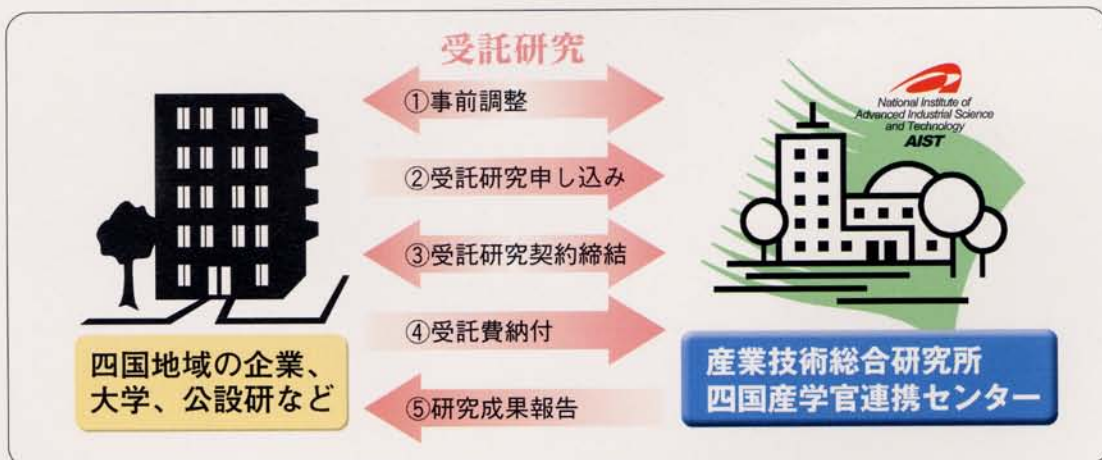 受託研究
①事前調整
②受託研究申し込み
③受託研究契約締結
④受託費納付
⑤研究成果報告
四国地域の企業、
大学、公設研など
National Institute of
Advanced Industrial Science
and Technology
AIST
産業技術総合研究所
四国産学官連携センター